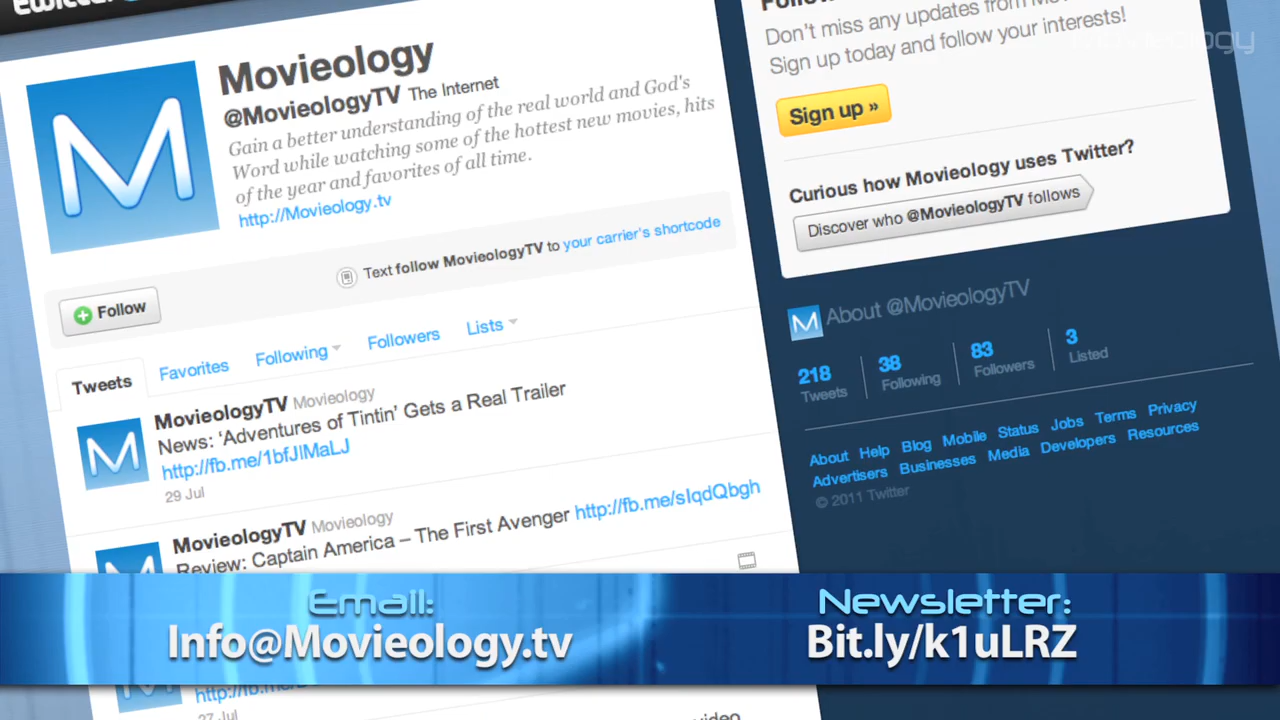 twitter
Movieology
@MovieologyTV The Internet
Gain a better understanding of the real world and God's
Word while watching some of the hottest new movies, hits
of the year and favorites of all time.
http://Movieology.tv
Text follow MovieologyTV to your carrier's shortcode
Follow
Tweets Favorites Following Followers Lists
MovieologyTV Movieology
News: ‘Adventures of Tintin’ Gets a Real Trailer
http://fb.me/1bfJlMaLJ
29 Jul
MovieologyTV Movieology
Review: Captain America – The First Avenger http://fb.me/sIqdQbgh
27 Jul
video
Don't miss any updates from
Sign up today and follow your interests!
Movieology
Sign up »
Curious how Movieology uses Twitter?
Discover who @MovieologyTV follows
About @MovieologyTV
218 38 83 3
Tweets Following Followers Listed
About Help Blog Mobile Status Jobs Terms Privacy
Advertisers Businesses Media Developers Resources
© 2011 Twitter
Email:
Info@Movieology.tv
Newsletter:
Bit.ly/k1uLRZ